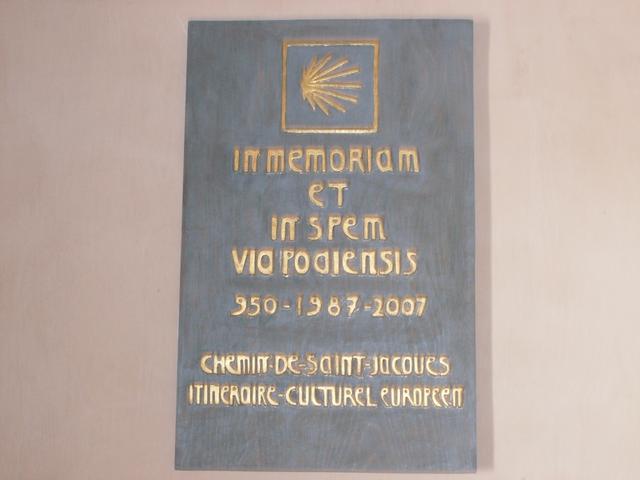 IN MEMORIAM
ET
IN SPEM
VIA PODIENSIS
950-1987-2007
CHEMIN-DE-SAINT-JACQUES
ITINERAIRE-CULTUREL EUROPEEN